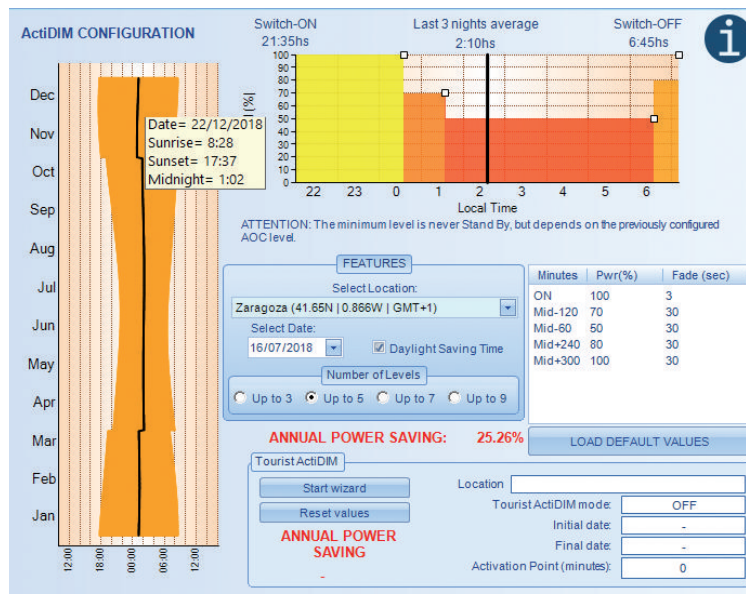 ActiDIM CONFIGURATION
Switch-ON
21:35hs
Last 3 nights average
2:10hs
Switch-OFF
6:45hs
i
100
90
80
70
60
50
40
30
20
10
0
22 23 0 1 2 3 4 5 6
Local Time
Dec
Nov
Oct
Sep
Aug
Jul
Jun
May
Apr
Mar
Feb
Jan
12:00 18:00 00:00 06:00 12:00
Date= 22/12/2018
Sunrise= 8:28
Sunset= 17:37
Midnight= 1:02
ATTENTION: The minimum level is never Stand By, but depends on the previously configured
AOC level.
FEATURES
Select Location:
Zaragoza (41.65N | 0.866W | GMT+1)
Select Date:
16/07/2018
Daylight Saving Time
Number of Levels
Up to 3 Up to 5 Up to 7 Up to 9
Minutes Pwr(%) Fade (sec)
ON 100 3
Mid-120 70 30
Mid-60 50 30
Mid+240 80 30
Mid+300 100 30
ANNUAL POWER SAVING: 25.26%
LOAD DEFAULT VALUES
Tourist ActiDIM
Start wizard
Reset values
ANNUAL POWER
SAVING
-
Location
Tourist ActiDIM mode: OFF
Initial date: -
Final date: -
Activation Point (minutes): 0